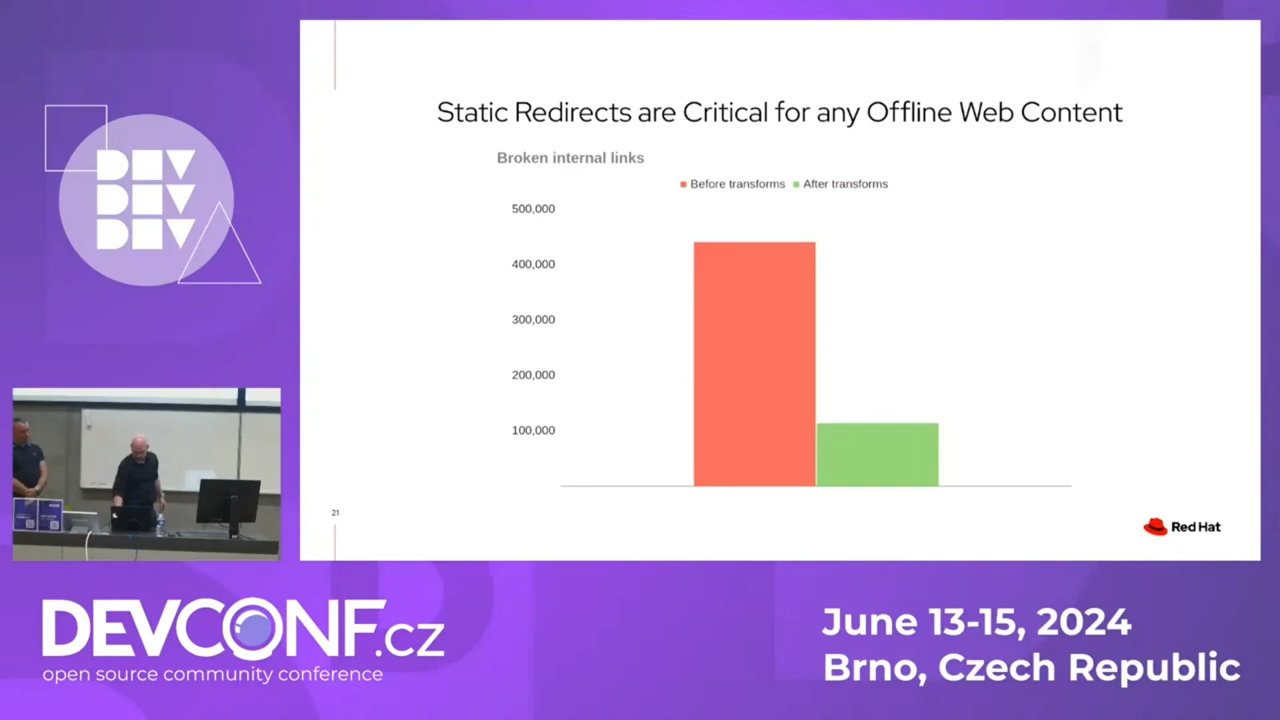 Static Redirects are Critical for any Offline Web Content
Broken internal links
Before transforms After transforms
500,000
400,000
300,000
200,000
100,000
21
Red Hat
DEV
DEV
DEV
DEVCONF.cz
open source community conference
June 13-15, 2024
Brno, Czech Republic